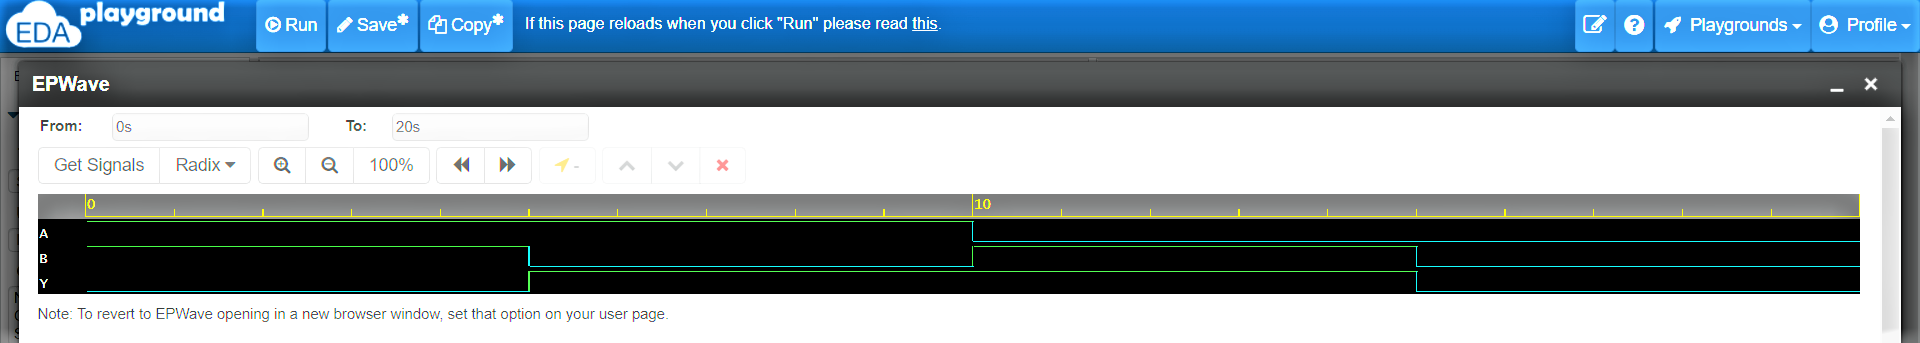 EDA playground
Run Save* Copy* If this page reloads when you click "Run" please read this. Playgrounds Profile
EPWave
From: 0s To: 20s
Get Signals Radix 100% -
0 10
A
B
Y
Note: To revert to EPWave opening in a new browser window, set that option on your user page.